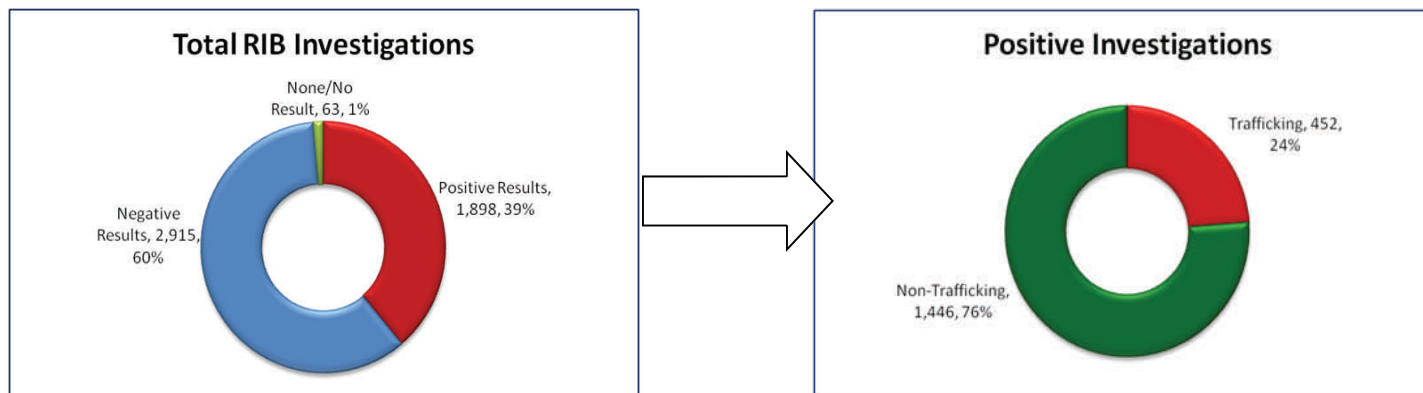 Total RIB Investigations
None/No
Result, 63, 1%
Positive Results,
1,898, 39%
Negative
Results, 2,915,
60%
Positive Investigations
Trafficking, 452,
24%
Non-Trafficking,
1,446, 76%